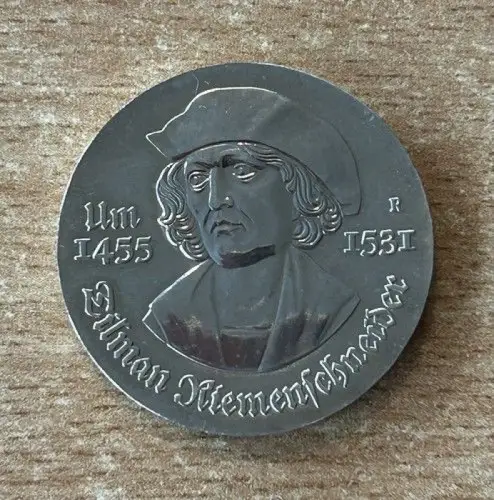 Um
1455
F
1531
Tilman Riemenschneider